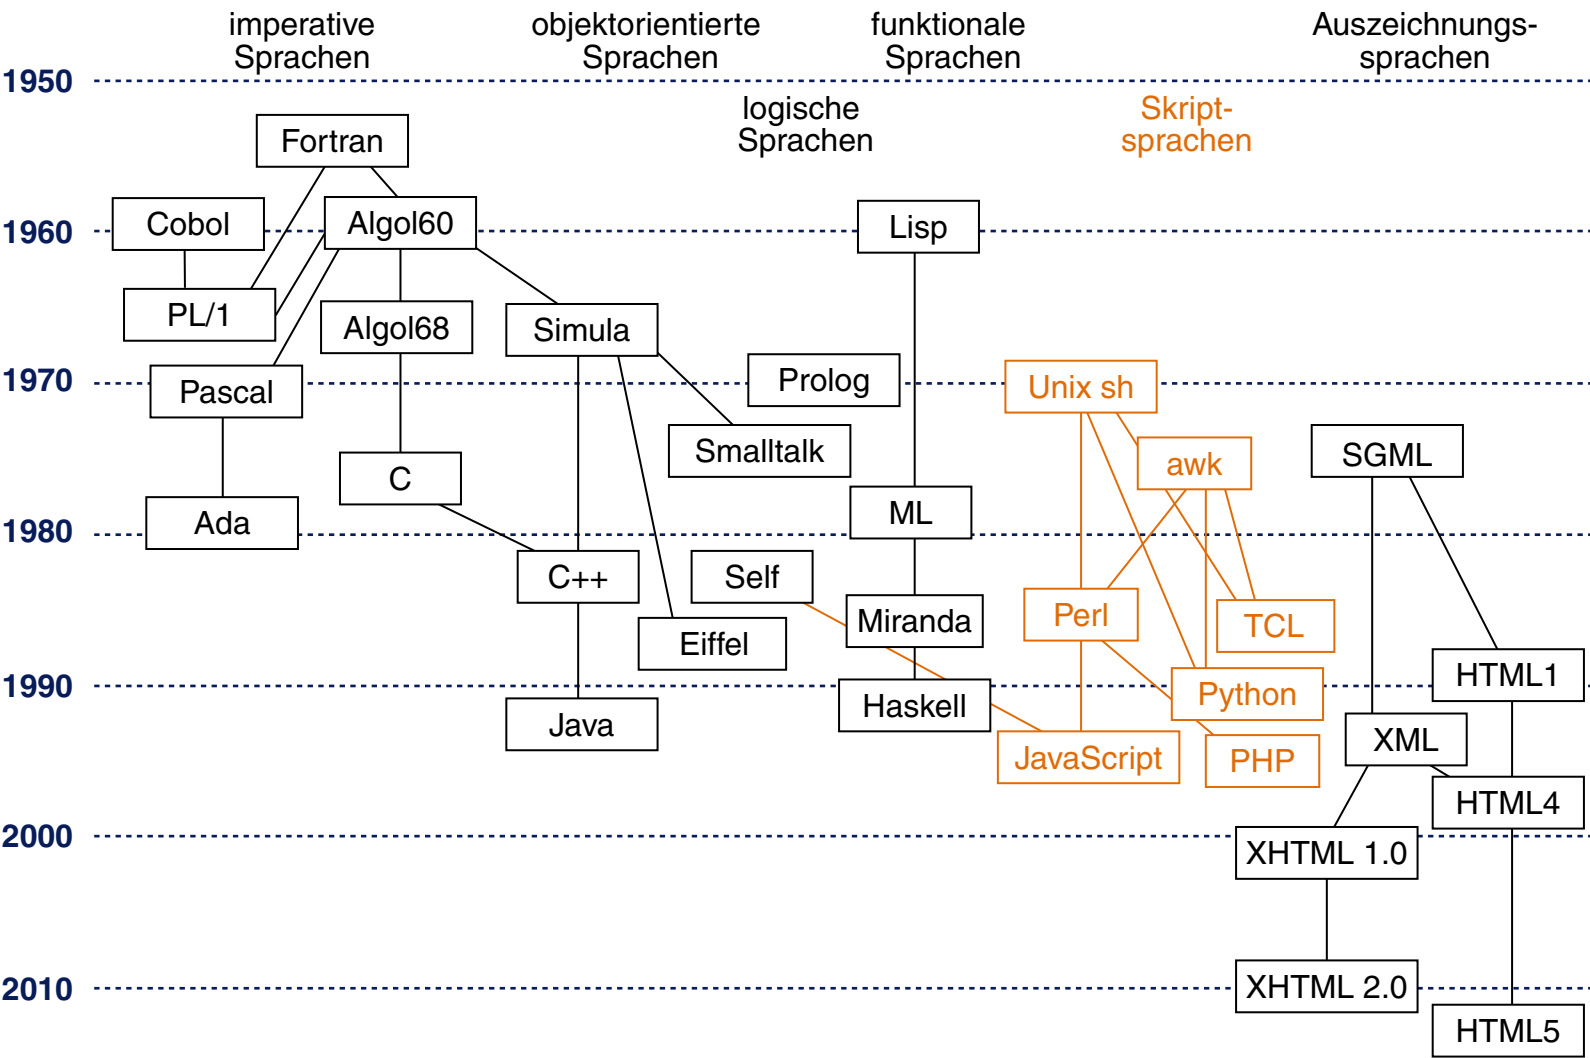 imperative
Sprachen
objektorientierte
Sprachen
funktionale
Sprachen
Auszeichnungs-
sprachen
1950
logische
Sprachen
Skript-
sprachen
Fortran
Cobol
Algol60
Lisp
1960
PL/1
Algol68
Simula
1970
Pascal
Prolog
Unix sh
Smalltalk
SGML
awk
C
ML
Ada
1980
C++
Self
Perl
Miranda
TCL
Eiffel
HTML1
1990
Python
Haskell
Java
XML
JavaScript
PHP
HTML4
2000
XHTML 1.0
2010
XHTML 2.0
HTML5